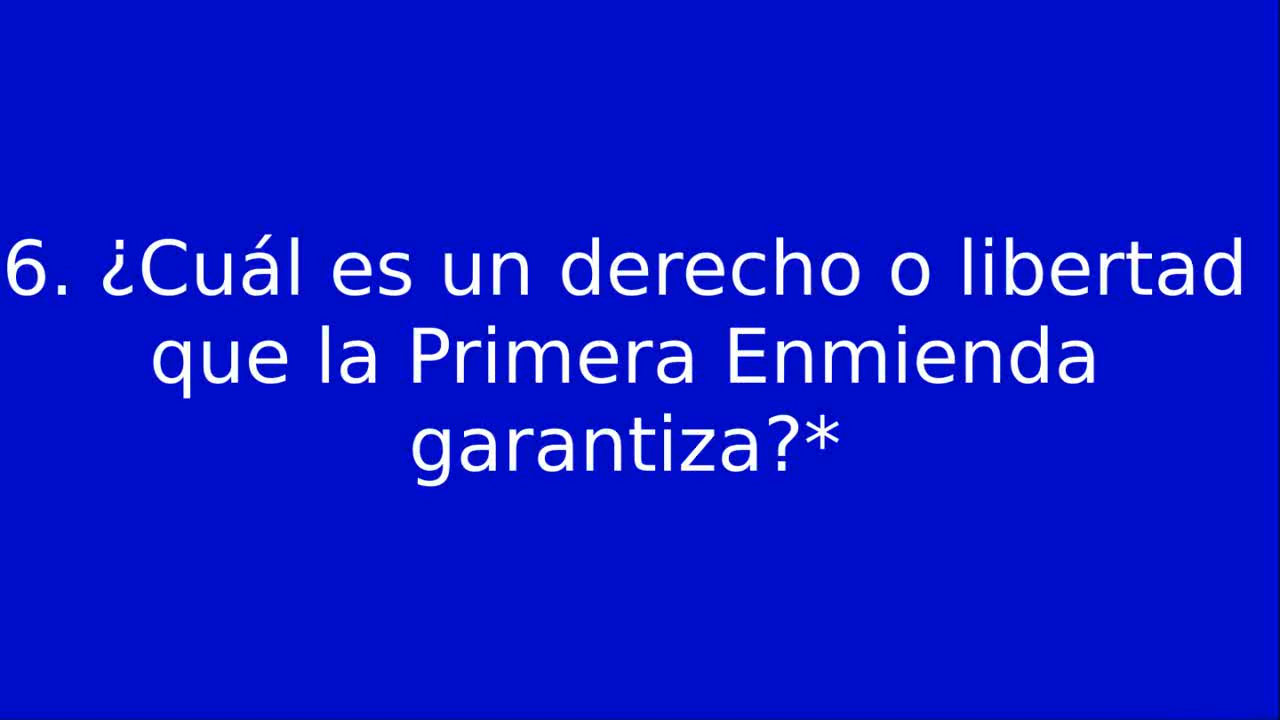 6. ¿Cuál es un derecho o libertad
que la Primera Enmienda
garantiza?*